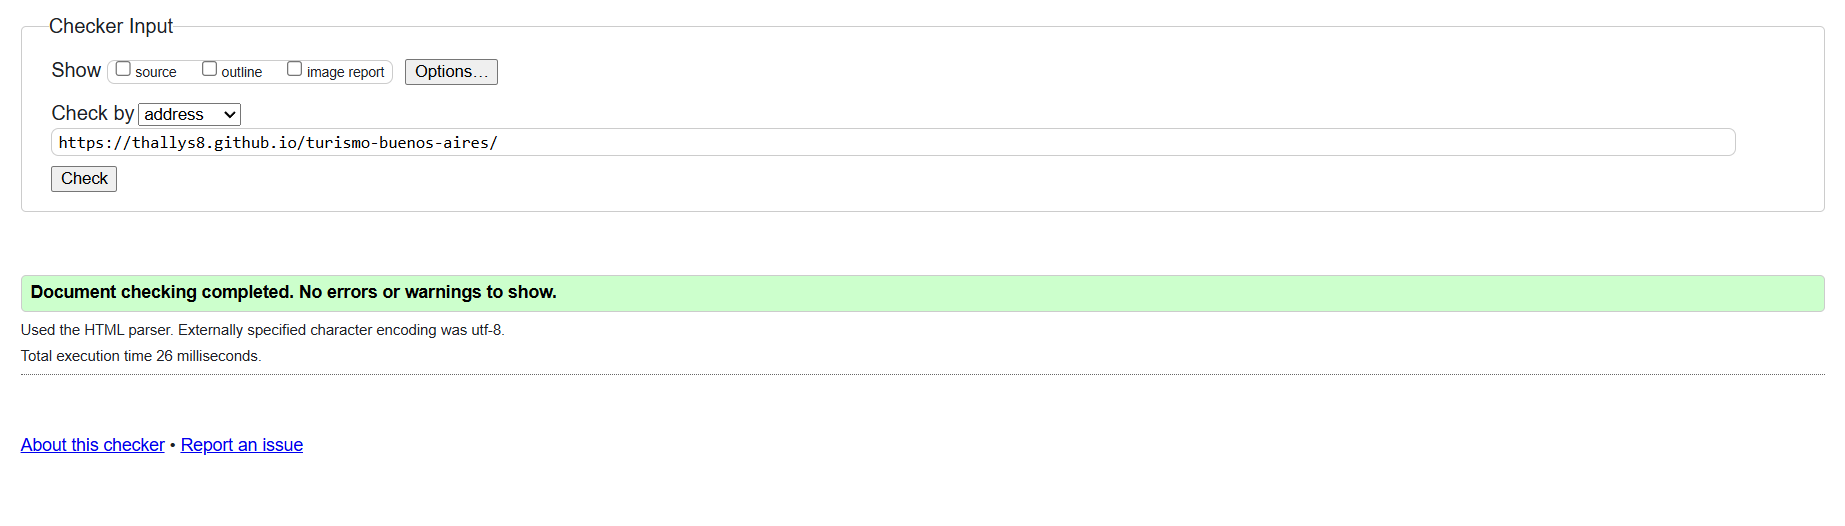 Checker Input
Show source outline image report Options...
Check by address
https://thallys8.github.io/turismo-buenos-aires/
Check
Document checking completed. No errors or warnings to show.
Used the HTML parser. Externally specified character encoding was utf-8.
Total execution time 26 milliseconds.
About this checker • Report an issue